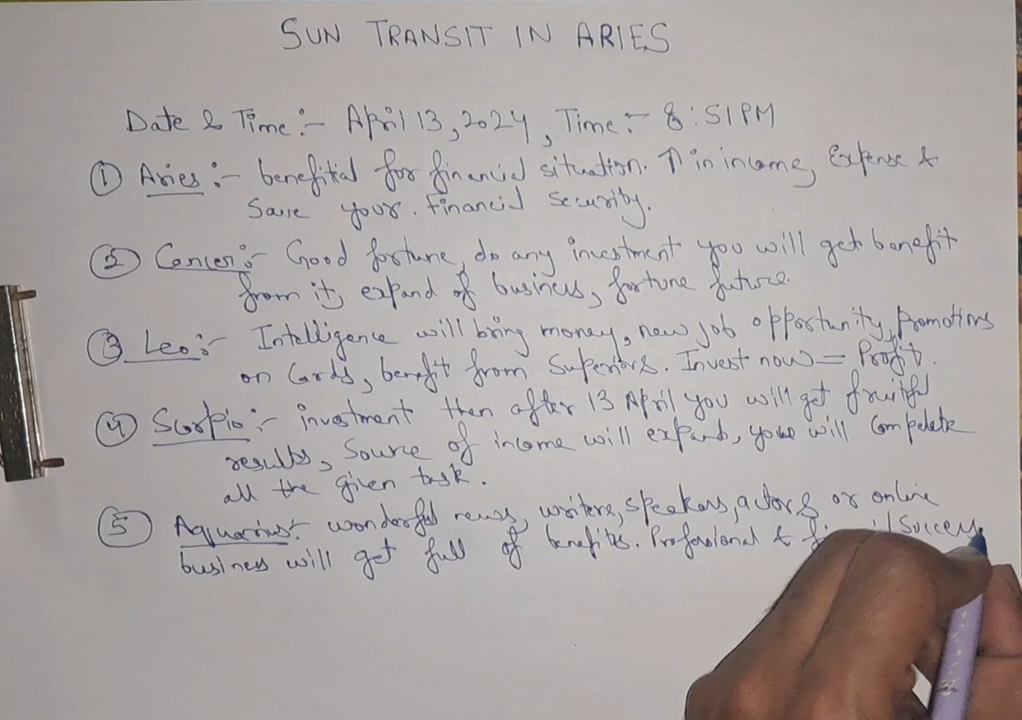 SUN TRANSIT IN ARIES
Date & Time:- April 13, 2024, Time:- 8:51PM
① Aries:- benefitial for financial situation. ↑ in income, Expense &
Save your. Financial security.
② Cancer:- Good fortune, do any investment you will get benefit
from it, expand of business, fortune future.
③ Leo:- Intelligence will bring money, new job opportunity, promotions
on Cards, benefit from Superiors. Invest now = Profit.
④ Scorpio:- investment then after 13 April you will get fruitful
results, Source of income will expand, you will Compelete
all the given task.
⑤ Aquarius:- wonderful news, writers, speakers, actors or online
business will get full of benefits. Professional & Success